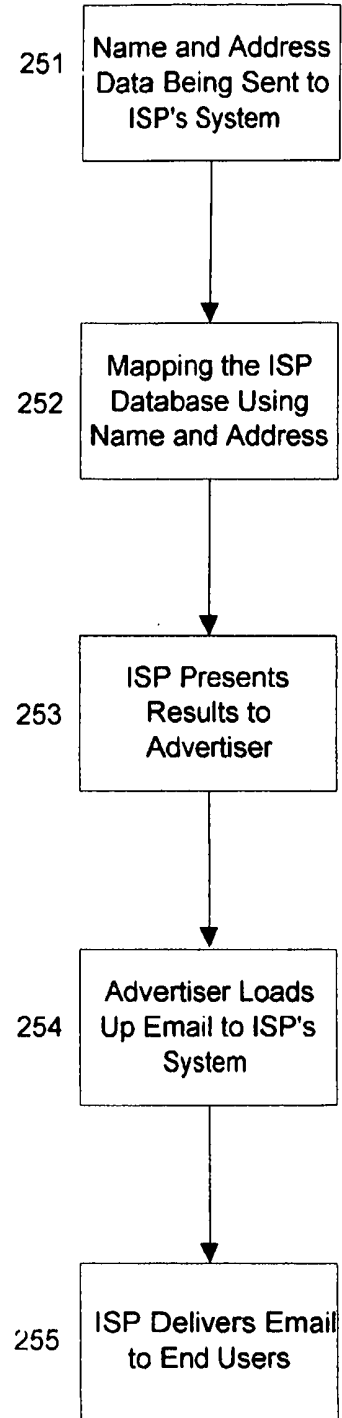 251
Name and Address
Data Being Sent to
ISP's System
252
Mapping the ISP
Database Using
Name and Address
253
ISP Presents
Results to
Advertiser
254
Advertiser Loads
Up Email to ISP's
System
255
ISP Delivers Email
to End Users